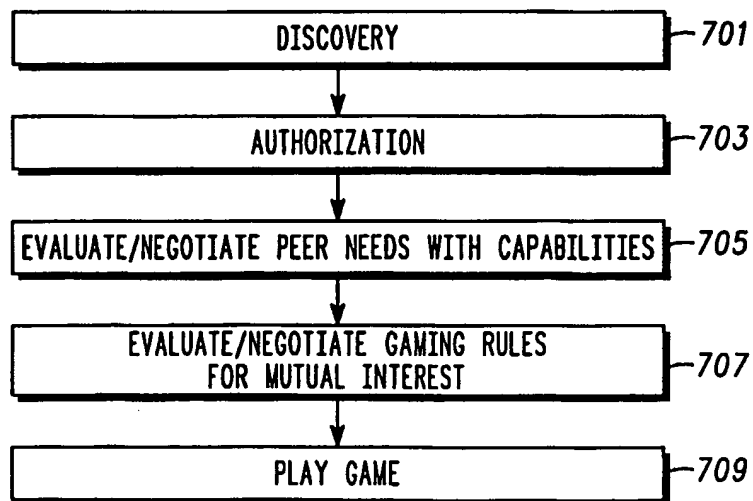 DISCOVERY 701
AUTHORIZATION 703
EVALUATE/NEGOTIATE PEER NEEDS WITH CAPABILITIES 705
EVALUATE/NEGOTIATE GAMING RULES
FOR MUTUAL INTEREST 707
PLAY GAME 709